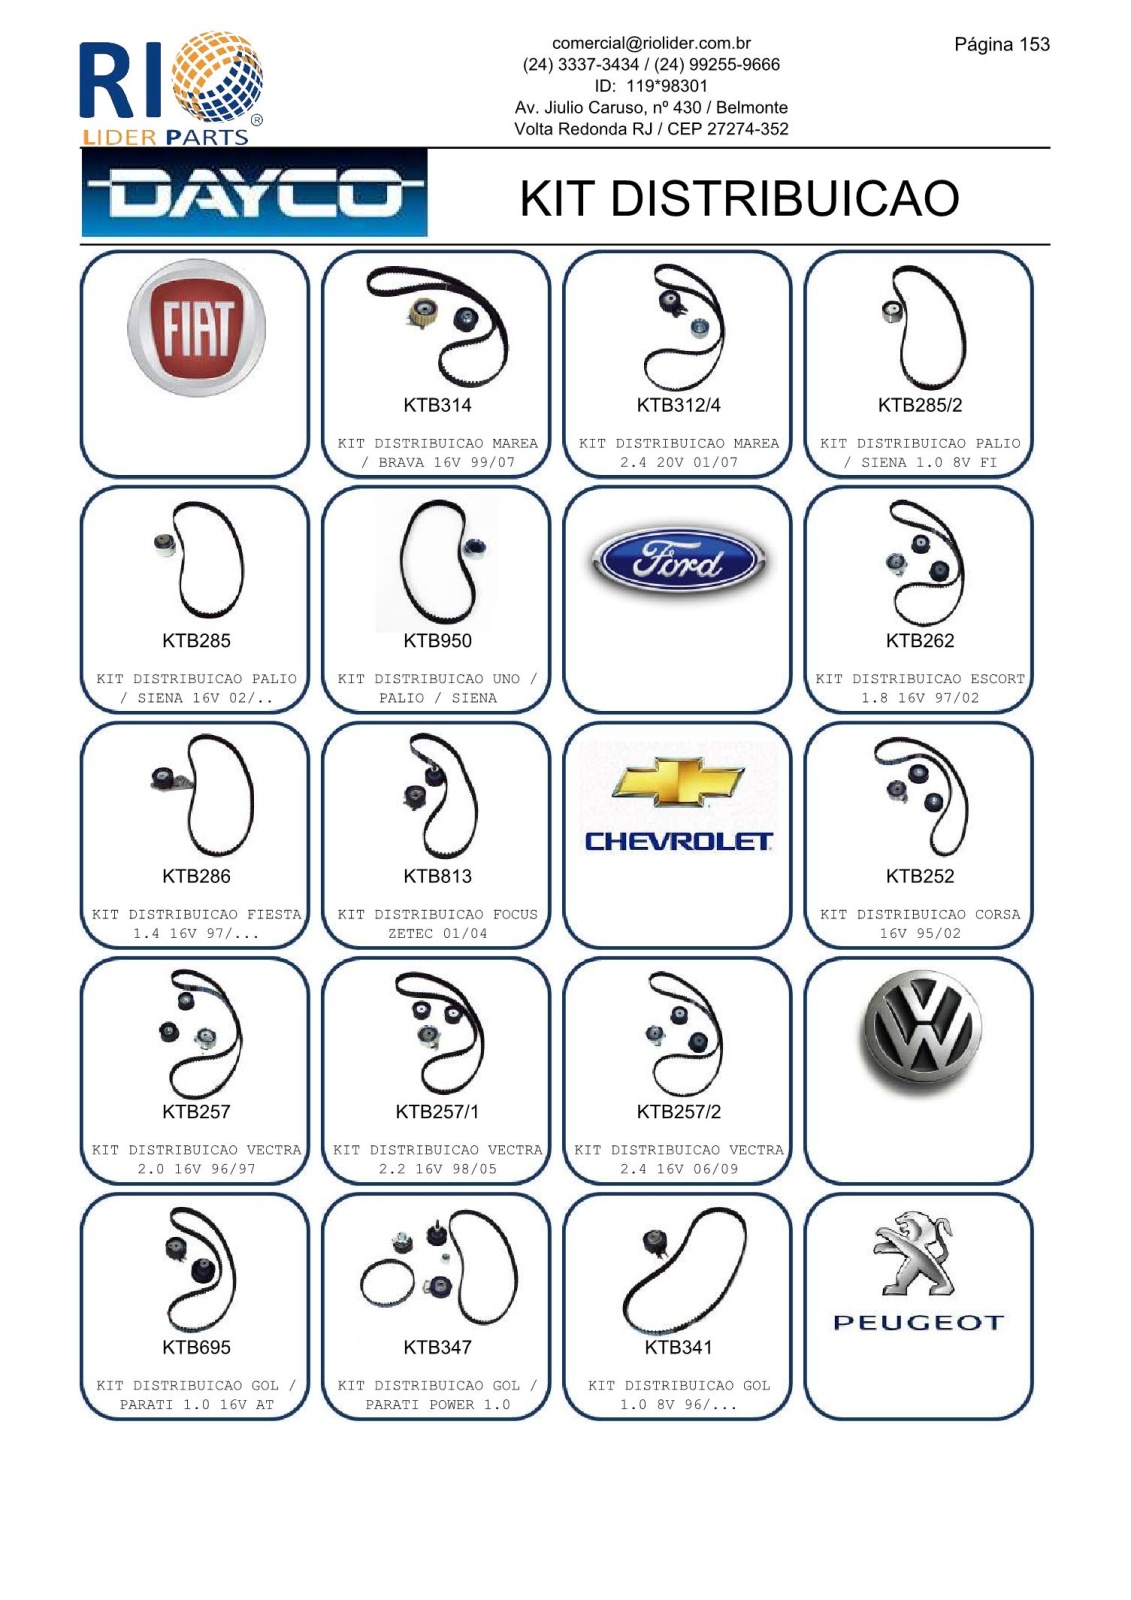 RIO
LIDER PARTS
®
comercial@riolider.com.br
(24) 3337-3434 / (24) 99255-9666
ID: 119*98301
Av. Jiulio Caruso, nº 430 / Belmonte
Volta Redonda RJ / CEP 27274-352
Página 153
DAYCO
KIT DISTRIBUICAO
FIAT
KTB314
KIT DISTRIBUICAO MAREA
/ BRAVA 16V 99/07
KTB312/4
KIT DISTRIBUICAO MAREA
2.4 20V 01/07
KTB285/2
KIT DISTRIBUICAO PALIO
/ SIENA 1.0 8V FI
KTB285
KIT DISTRIBUICAO PALIO
/ SIENA 16V 02/..
KTB950
KIT DISTRIBUICAO UNO /
PALIO / SIENA
Ford
KTB262
KIT DISTRIBUICAO ESCORT
1.8 16V 97/02
KTB286
KIT DISTRIBUICAO FIESTA
1.4 16V 97/...
KTB813
KIT DISTRIBUICAO FOCUS
ZETEC 01/04
CHEVROLET
KTB252
KIT DISTRIBUICAO CORSA
16V 95/02
KTB257
KIT DISTRIBUICAO VECTRA
2.0 16V 96/97
KTB257/1
KIT DISTRIBUICAO VECTRA
2.2 16V 98/05
KTB257/2
KIT DISTRIBUICAO VECTRA
2.4 16V 06/09
VW
KTB695
KIT DISTRIBUICAO GOL /
PARATI 1.0 16V AT
KTB347
KIT DISTRIBUICAO GOL /
PARATI POWER 1.0
KTB341
KIT DISTRIBUICAO GOL
1.0 8V 96/...
PEUGEOT